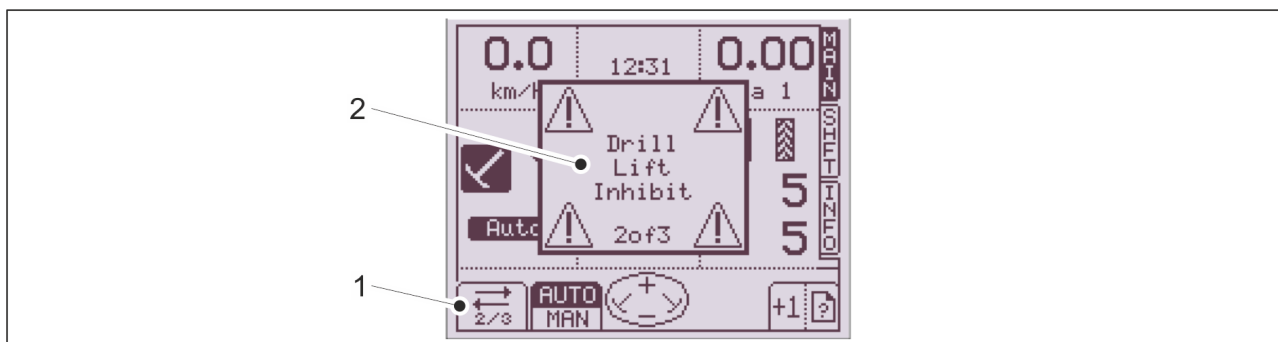 0.0
12:31
0.00
km/h
a 1
MAIN
SHFT
INFO
2
Drill
Lift
Inhibit
2of3
5
5
Auto
1
2/3
AUTO
MAN
+
-
+1
?